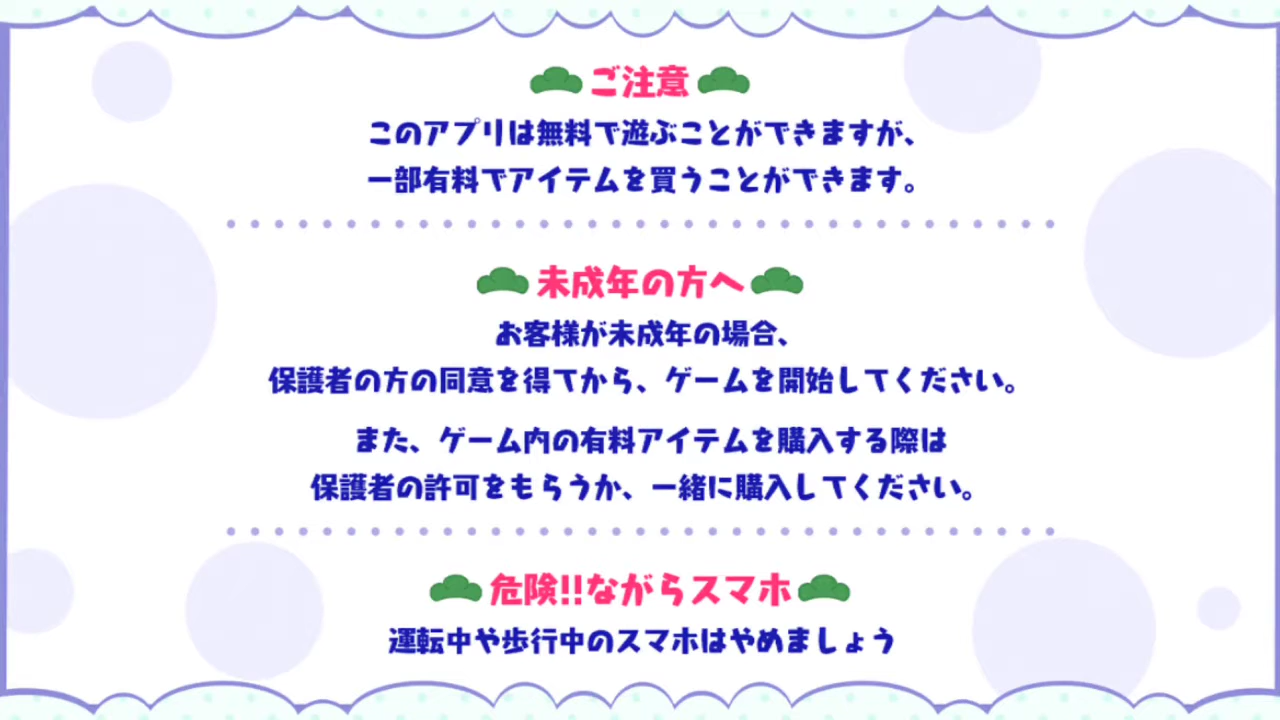 ご注意
このアプリは無料で遊ぶことができますが、
一部有料でアイテムを買うことができます。
未成年の方へ
お客様が未成年の場合、
保護者の方の同意を得てから、ゲームを開始してください。
また、ゲーム内の有料アイテムを購入する際は
保護者の許可をもらうか、一緒に購入してください。
危険!!ながらスマホ
運転中や歩行中のスマホはやめましょう